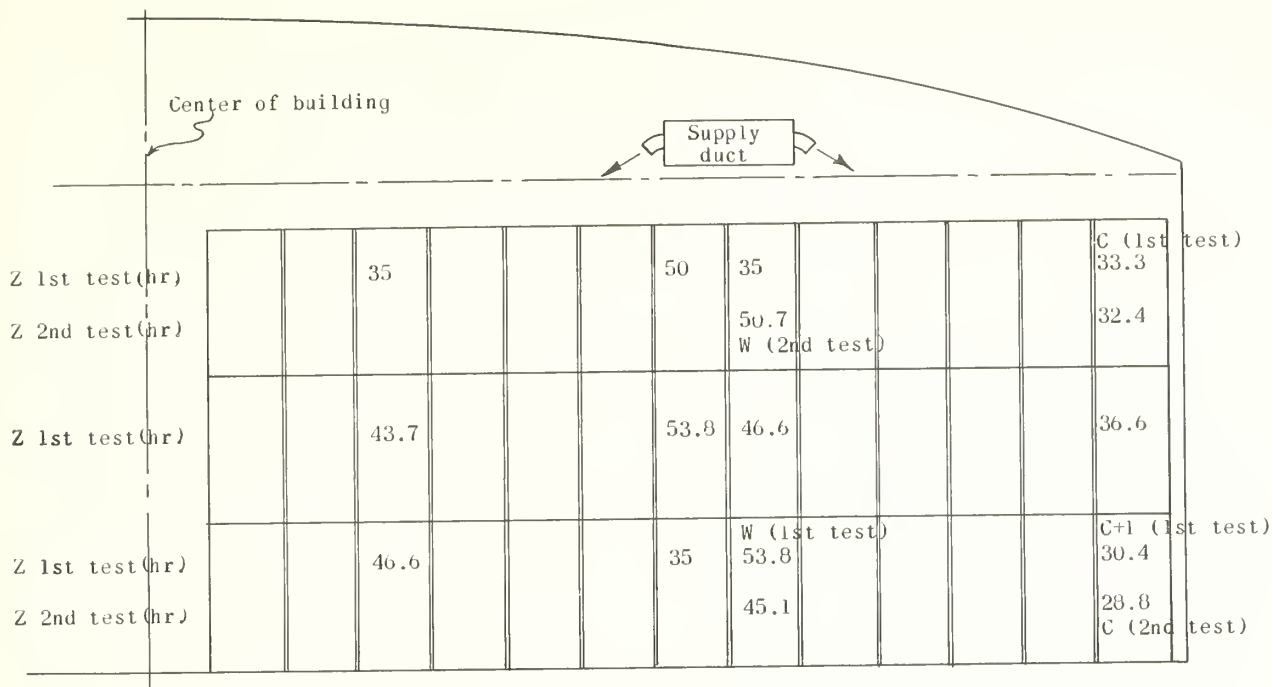 Center of building
Supply
duct
C (1st test)
Z 1st test(hr) 35 50 35 33.3
Z 2nd test(hr) 50.7 32.4
W (2nd test)
Z 1st test(hr) 43.7 53.8 46.6 36.6
W (1st test) C+1 (1st test)
Z 1st test(hr) 46.6 35 53.8 30.4
Z 2nd test(hr) 45.1 28.8
C (2nd test)